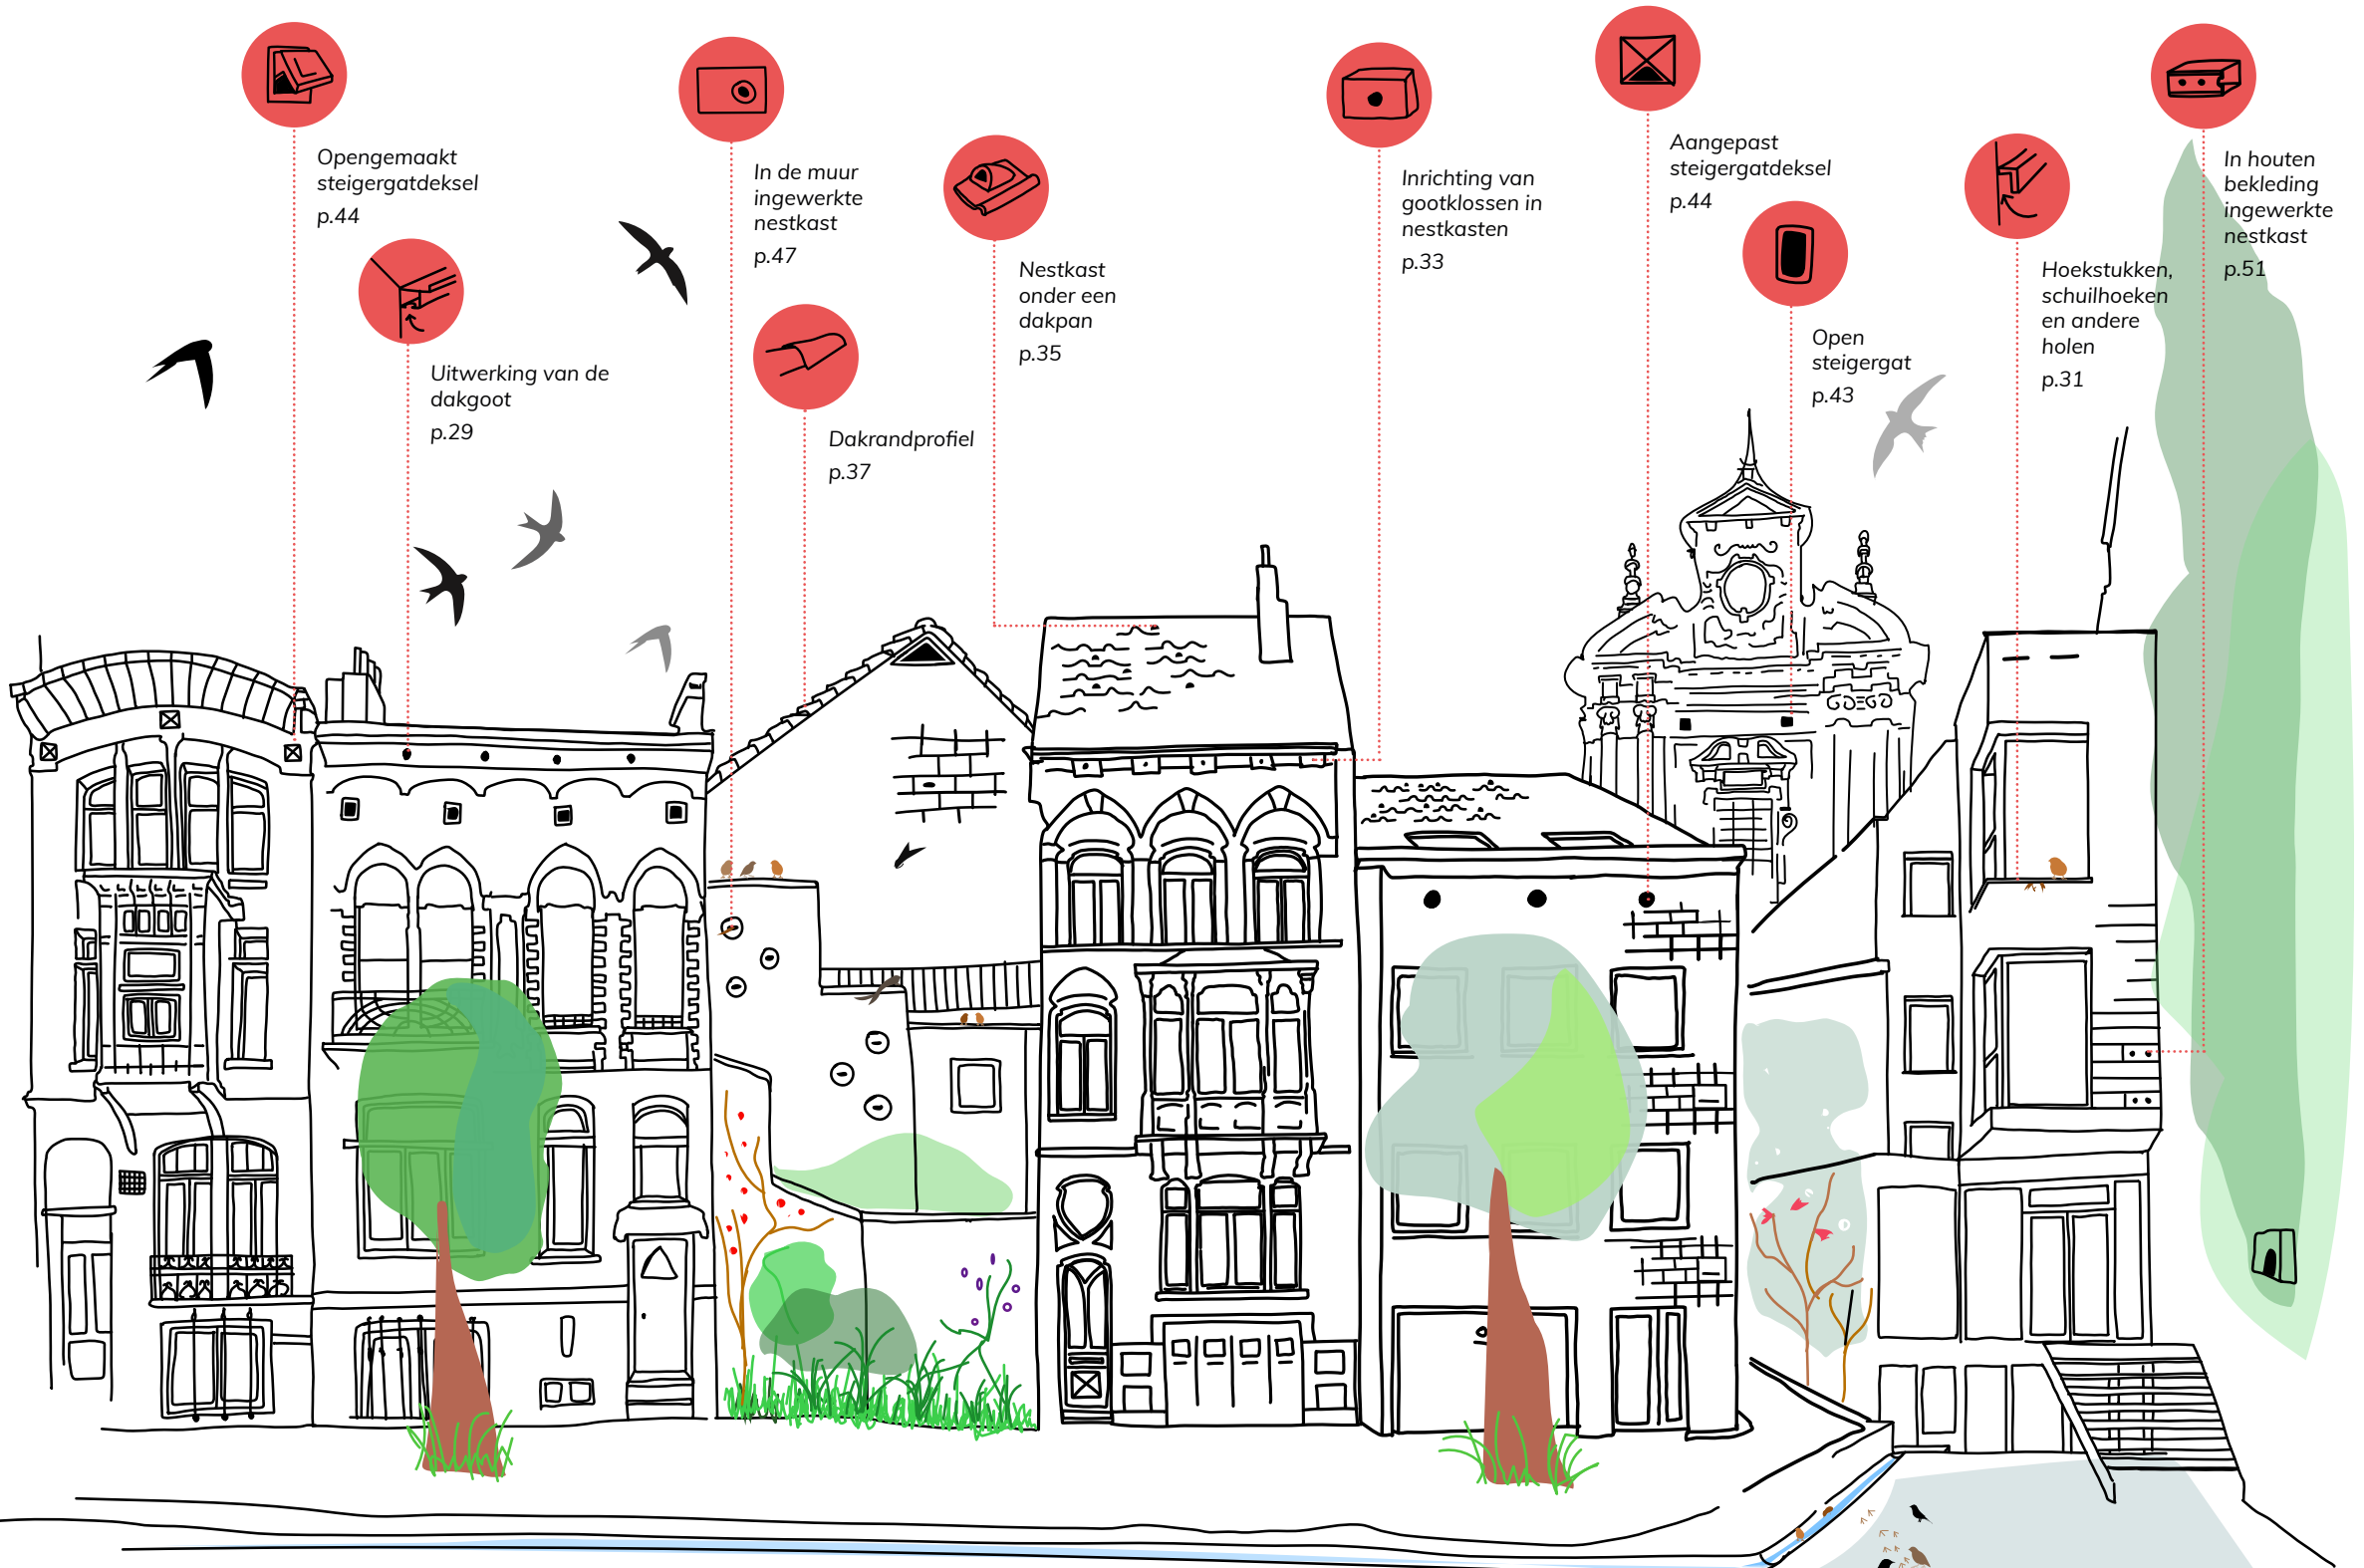 Opengemaakt
steigergatdeksel
p.44
Uitwerking van de
dakgoot
p.29
In de muur
ingewerkte
nestkast
p.47
Dakrandprofiel
p.37
Nestkast
onder een
dakpan
p.35
Inrichting van
gootklossen in
nestkasten
p.33
Aangepast
steigergatdeksel
p.44
Open
steigergat
p.43
Hoekstukken,
schuilhoeken
en andere
holen
p.31
In houten
bekleding
ingewerkte
nestkast
p.51